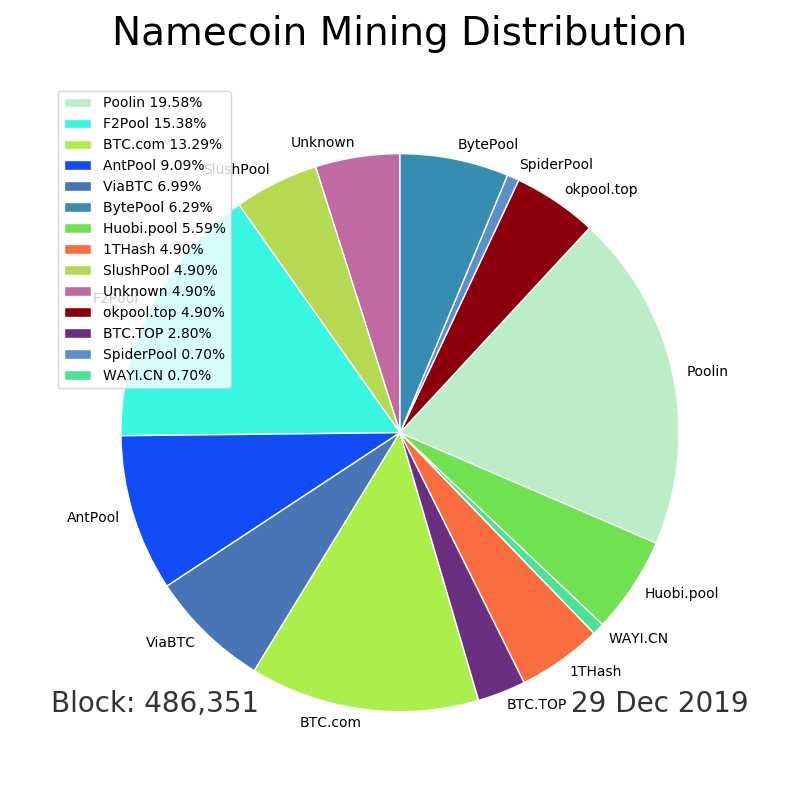 Namecoin Mining Distribution
Poolin 19.58%
F2Pool 15.38%
BTC.com 13.29%
AntPool 9.09%
ViaBTC 6.99%
BytePool 6.29%
Huobi.pool 5.59%
1THash 4.90%
SlushPool 4.90%
Unknown 4.90%
okpool.top 4.90%
BTC.TOP 2.80%
SpiderPool 0.70%
WAYI.CN 0.70%
Unknown
BytePool
SpiderPool
SlushPool
okpool.top
F2Pool
Poolin
AntPool
Huobi.pool
ViaBTC
WAYI.CN
1THash
BTC.TOP
BTC.com
Block: 486,351
29 Dec 2019